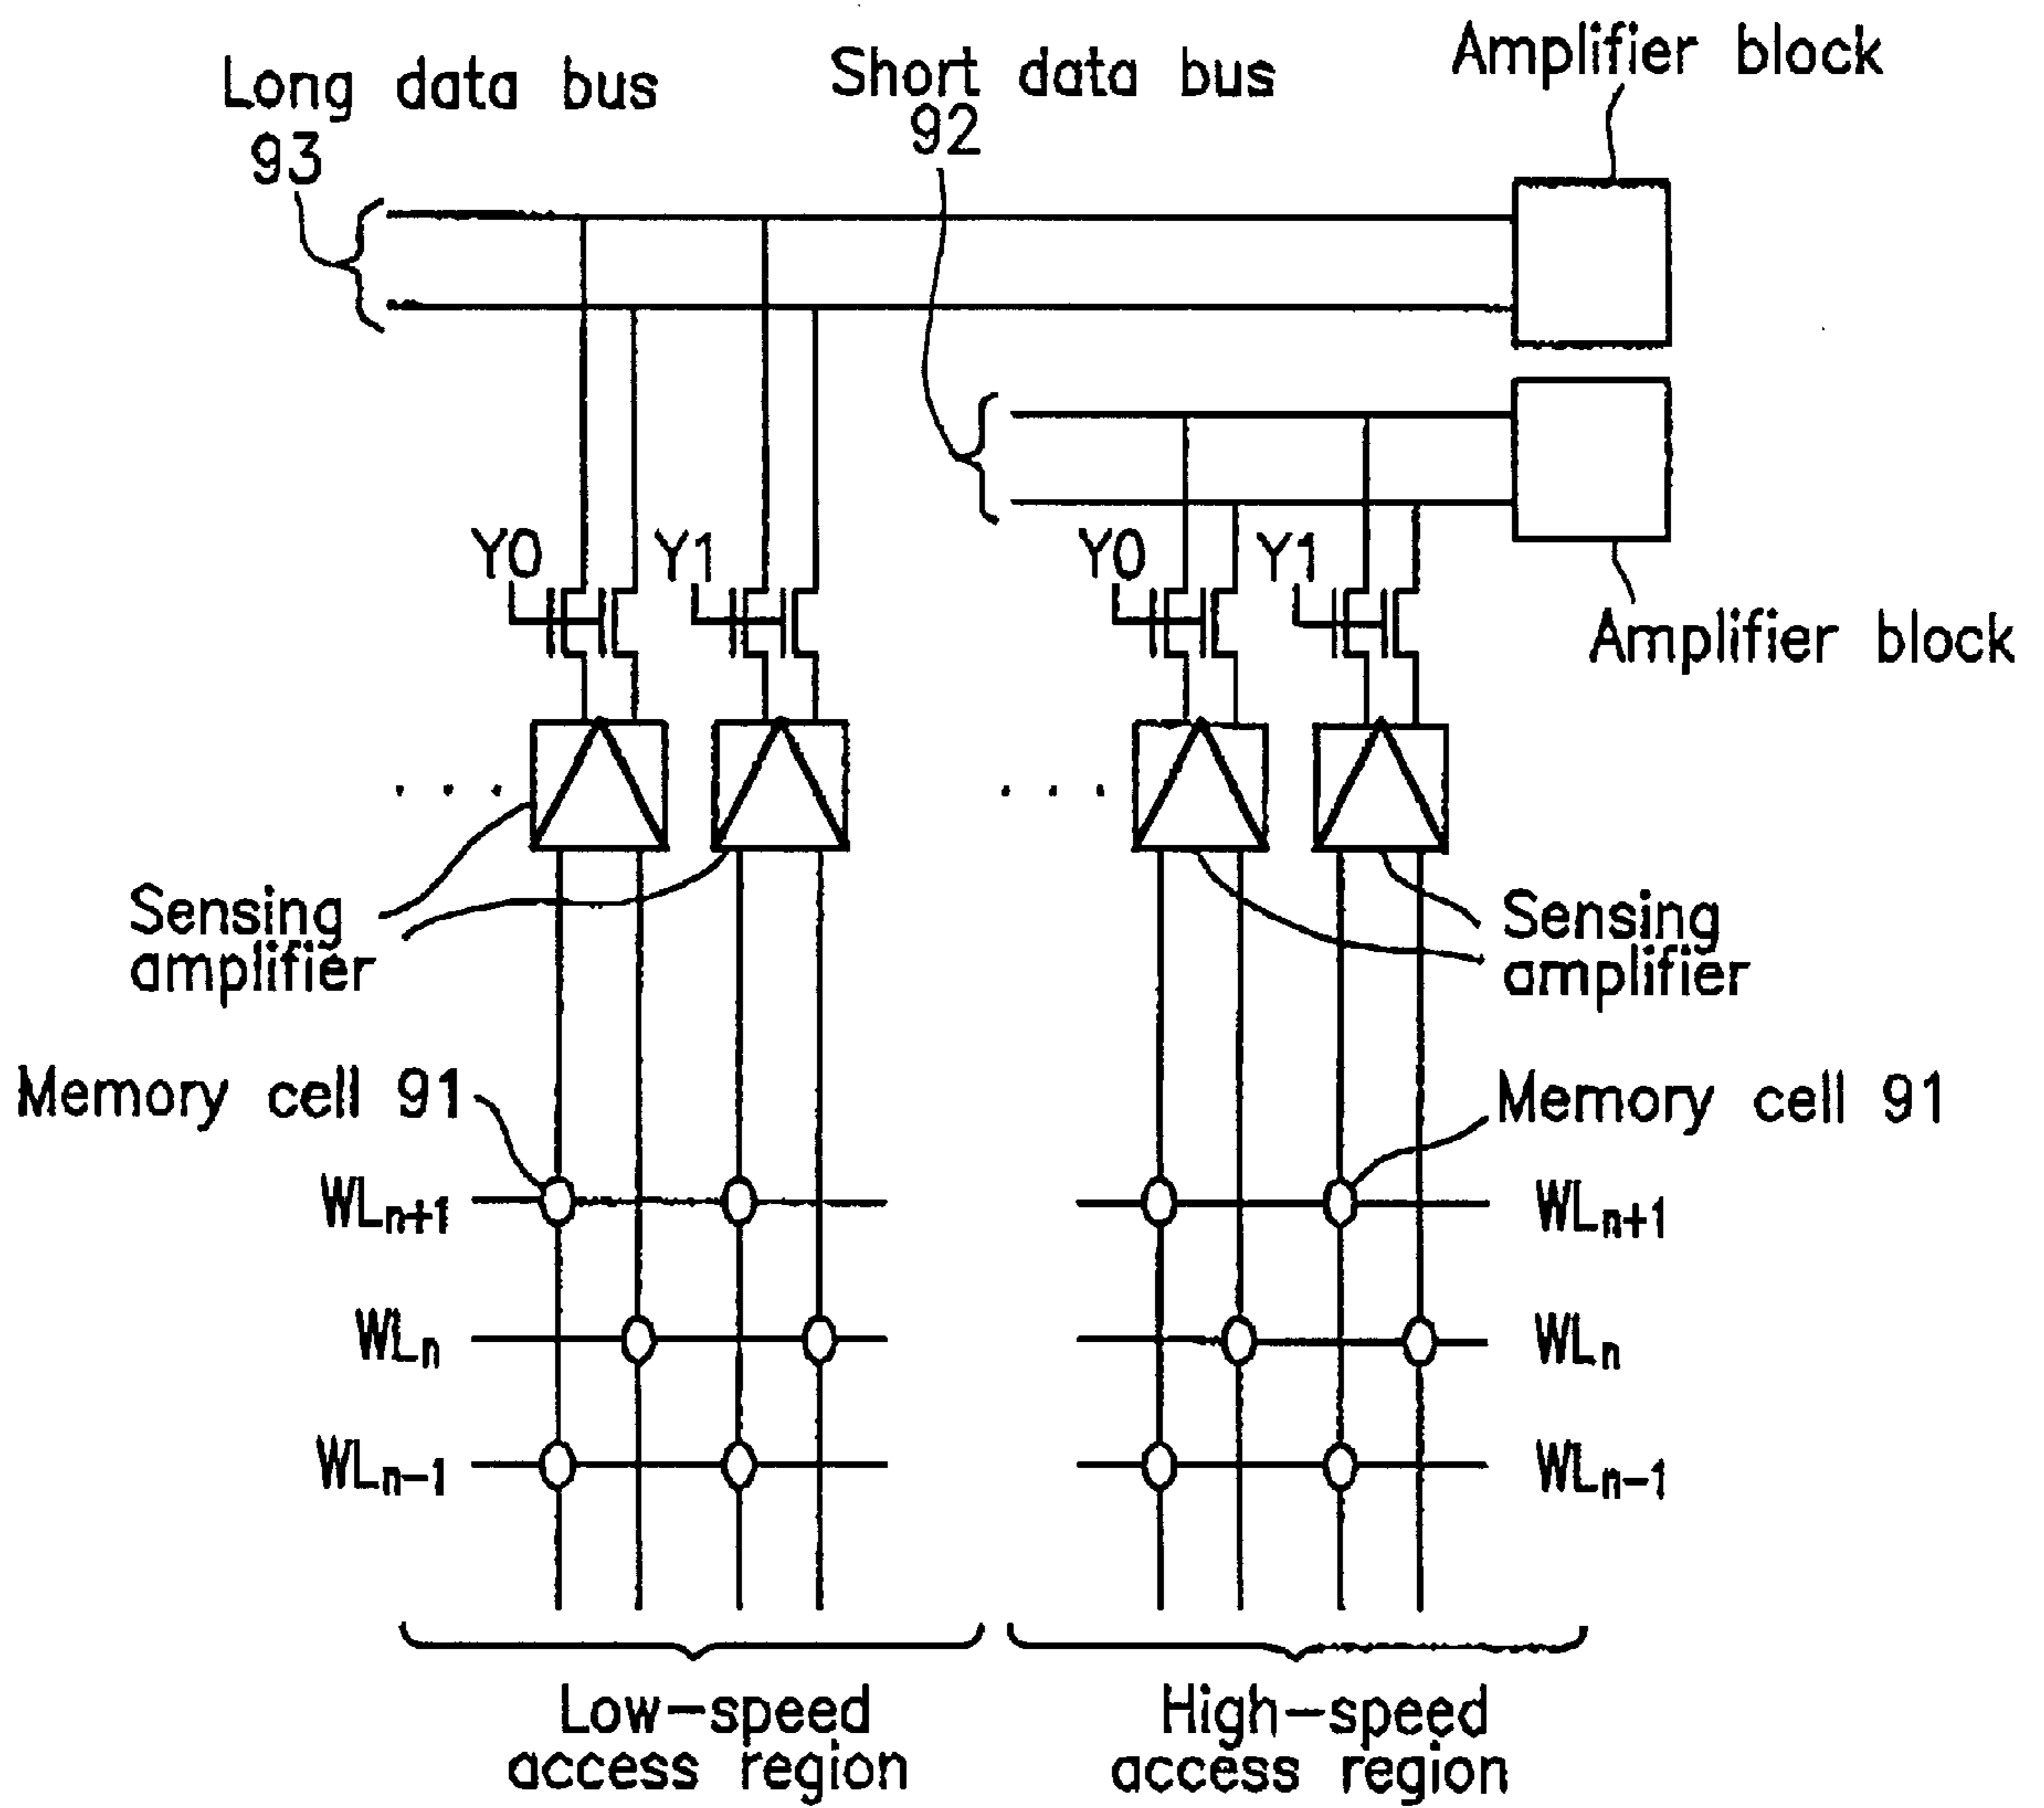 Amplifier block
Long data bus
93
Short data bus
92
Y0
Y1
Y0
Y1
Amplifier block
. . .
. . .
Sensing
amplifier
Sensing
amplifier
Memory cell 91
Memory cell 91
WLn+1
WLn+1
WLn
WLn
WLn-1
WLn-1
Low-speed
access region
High-speed
access region